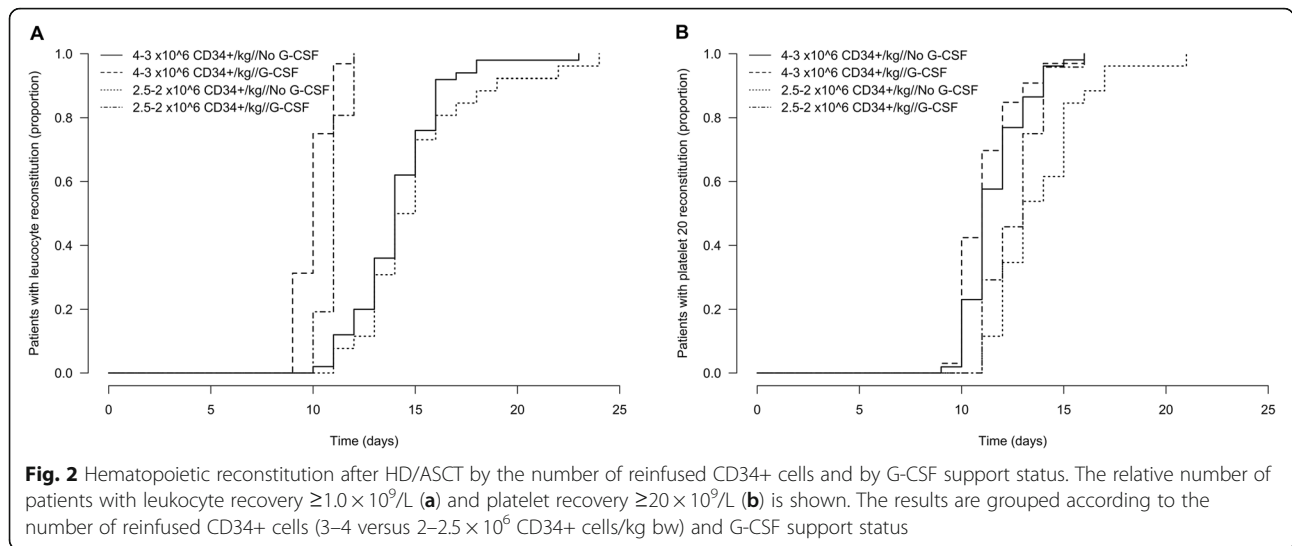 A
4-3 x10^6 CD34+/kg//No G-CSF
4-3 x10^6 CD34+/kg//G-CSF
2.5-2 x10^6 CD34+/kg//No G-CSF
2.5-2 x10^6 CD34+/kg//G-CSF
Patients with leucocyte reconstitution (proportion)
1.0
0.8
0.6
0.4
0.2
0.0
0 5 10 15 20 25
Time (days)
B
4-3 x10^6 CD34+/kg//No G-CSF
4-3 x10^6 CD34+/kg//G-CSF
2.5-2 x10^6 CD34+/kg//No G-CSF
2.5-2 x10^6 CD34+/kg//G-CSF
Patients with platelet 20 reconstitution (proportion)
1.0
0.8
0.6
0.4
0.2
0.0
0 5 10 15 20 25
Time (days)
Fig. 2 Hematopoietic reconstitution after HD/ASCT by the number of reinfused CD34+ cells and by G-CSF support status. The relative number of
patients with leukocyte recovery ≥1.0 × 10⁹/L (a) and platelet recovery ≥20 × 10⁹/L (b) is shown. The results are grouped according to the
number of reinfused CD34+ cells (3–4 versus 2–2.5 × 10⁶ CD34+ cells/kg bw) and G-CSF support status